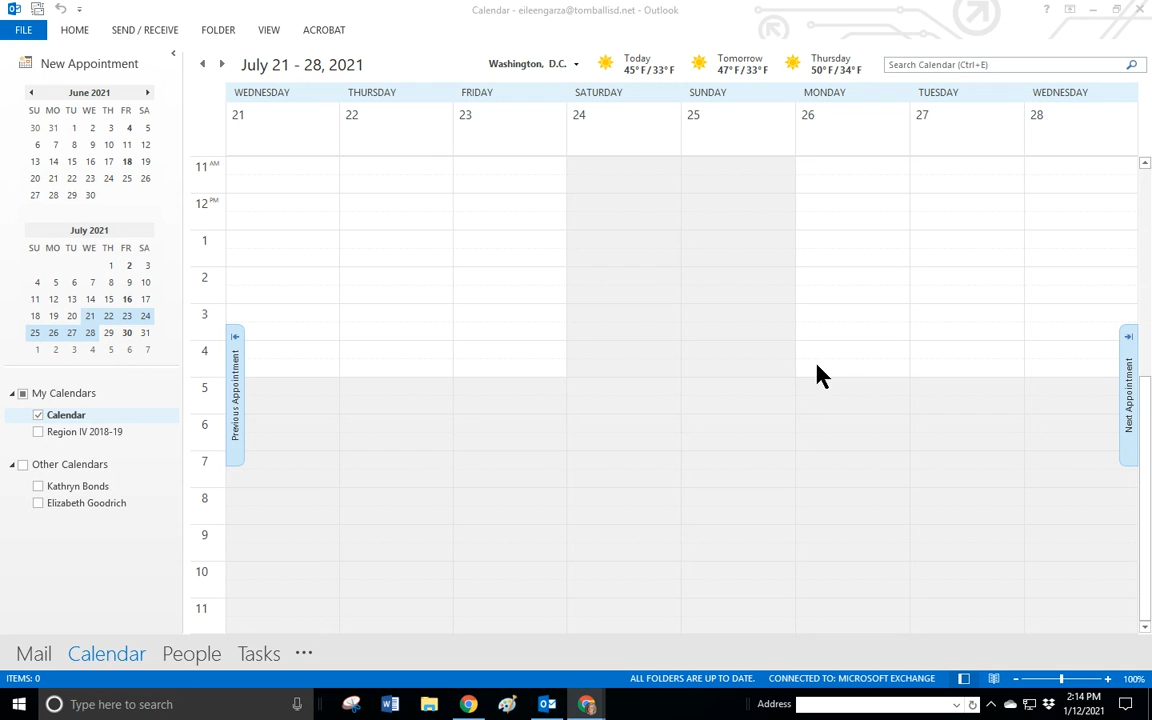 Calendar - eileengarza@tomballisd.net - Outlook
?
FILE HOME SEND / RECEIVE FOLDER VIEW ACROBAT
New Appointment
June 2021
SU MO TU WE TH FR SA
30 31 1 2 3 4 5
6 7 8 9 10 11 12
13 14 15 16 17 18 19
20 21 22 23 24 25 26
27 28 29 30
July 2021
SU MO TU WE TH FR SA
1 2 3
4 5 6 7 8 9 10
11 12 13 14 15 16 17
18 19 20 21 22 23 24
25 26 27 28 29 30 31
1 2 3 4 5 6 7
My Calendars
Calendar
Region IV 2018-19
Other Calendars
Kathryn Bonds
Elizabeth Goodrich
July 21 - 28, 2021
Washington, D.C.
Today
45°F/33°F
Tomorrow
47°F/33°F
Thursday
50°F/34°F
Search Calendar (Ctrl+E)
WEDNESDAY THURSDAY FRIDAY SATURDAY SUNDAY MONDAY TUESDAY WEDNESDAY
21 22 23 24 25 26 27 28
11 AM
12 PM
1
2
3
4
5
6
7
8
9
10
11
Previous Appointment
Next Appointment
Mail Calendar People Tasks ...
ITEMS: 0
ALL FOLDERS ARE UP TO DATE. CONNECTED TO: MICROSOFT EXCHANGE
100%
Type here to search
Address
2:14 PM
1/12/2021